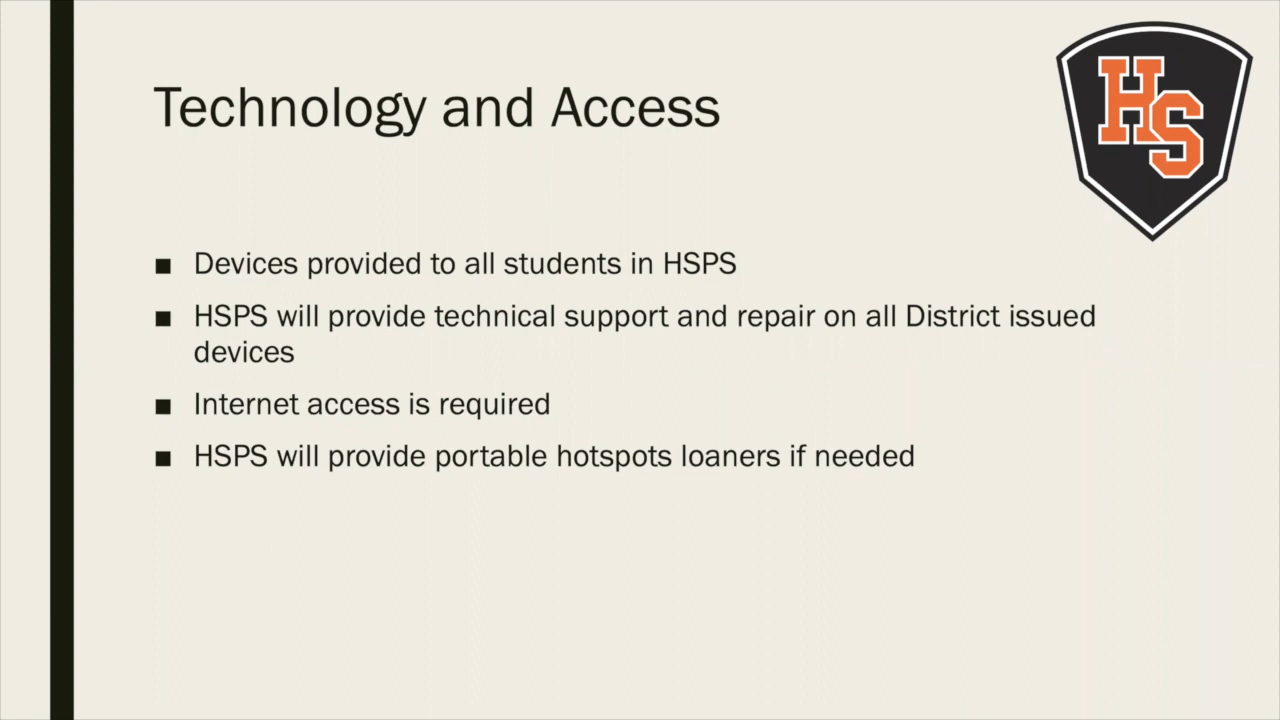 Technology and Access
HS
■ Devices provided to all students in HSPS
■ HSPS will provide technical support and repair on all District issued
devices
■ Internet access is required
■ HSPS will provide portable hotspots loaners if needed